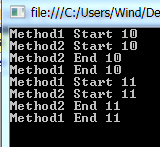 file:///C:/Users/Wind/De
Method1 Start 10
Method2 Start 10
Method2 End 10
Method1 End 10
Method1 Start 11
Method2 Start 11
Method2 End 11
Method1 End 11